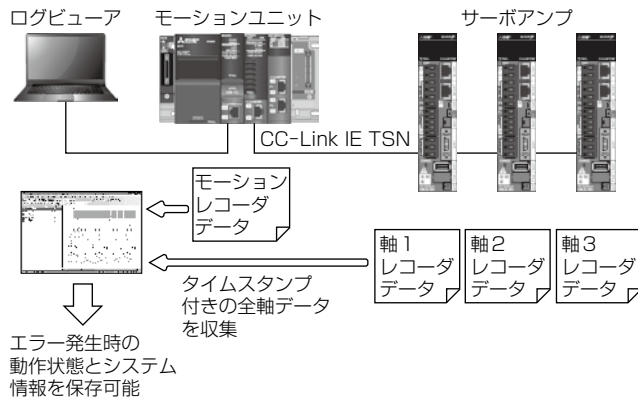 ログビューア
モーションユニット
サーボアンプ
CC-Link IE TSN
モーション
レコーダ
データ
軸1
レコーダ
データ
軸2
レコーダ
データ
軸3
レコーダ
データ
タイムスタンプ
付きの全軸データ
を収集
エラー発生時の
動作状態とシステム
情報を保存可能